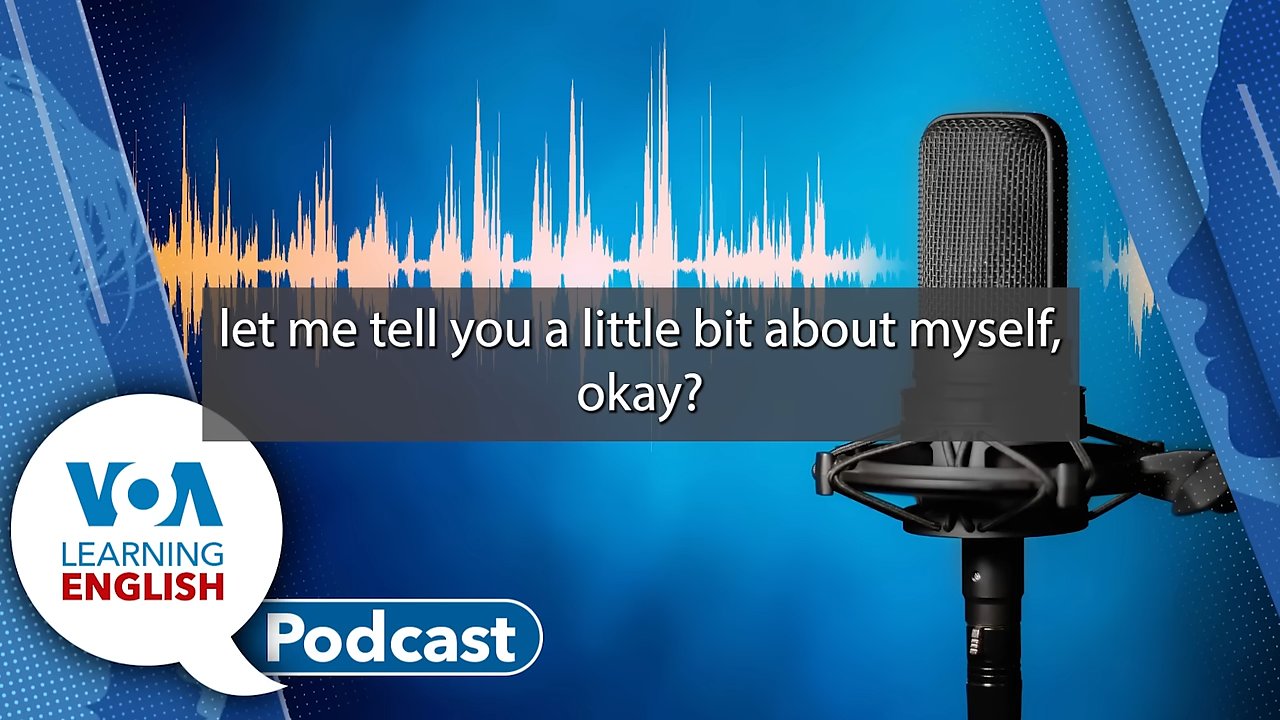 let me tell you a little bit about myself,
okay?
VOA
LEARNING
ENGLISH
Podcast